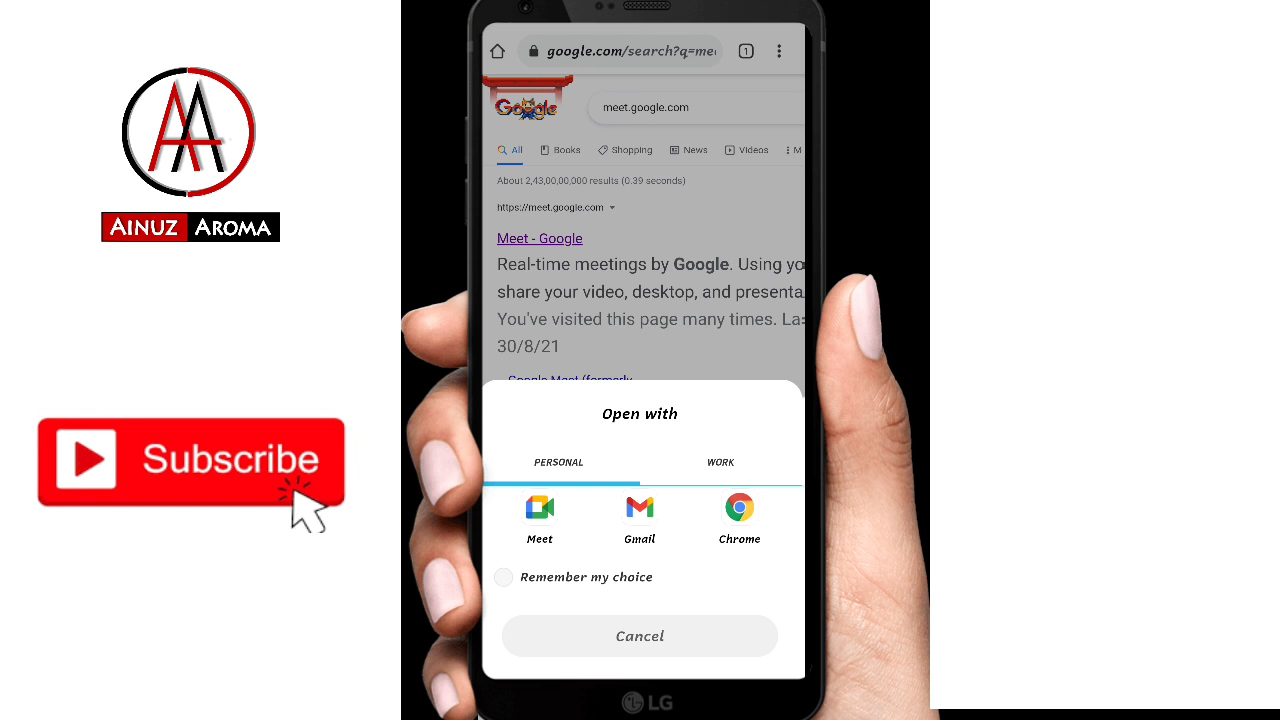 AINUZ AROMA
Subscribe
google.com/search?q=me
1
Google
meet.google.com
All Books Shopping News Videos M
About 2,43,00,00,000 results (0.39 seconds)
https://meet.google.com
Meet - Google
Real-time meetings by Google. Using yo
share your video, desktop, and presenta
You've visited this page many times. La
30/8/21
Google Meet (formerly
Open with
PERSONAL WORK
Meet Gmail Chrome
Remember my choice
Cancel
LG